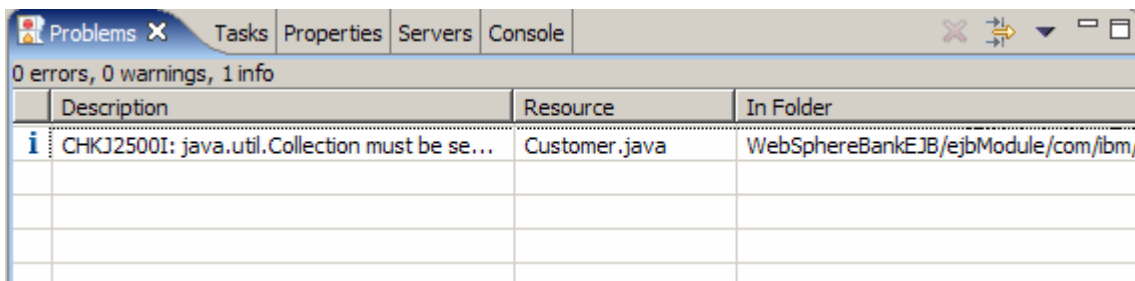 Problems Tasks Properties Servers Console
0 errors, 0 warnings, 1 info
Description Resource In Folder
i CHKJ2500I: java.util.Collection must be se... Customer.java WebSphereBankEJB/ejbModule/com/ibm/